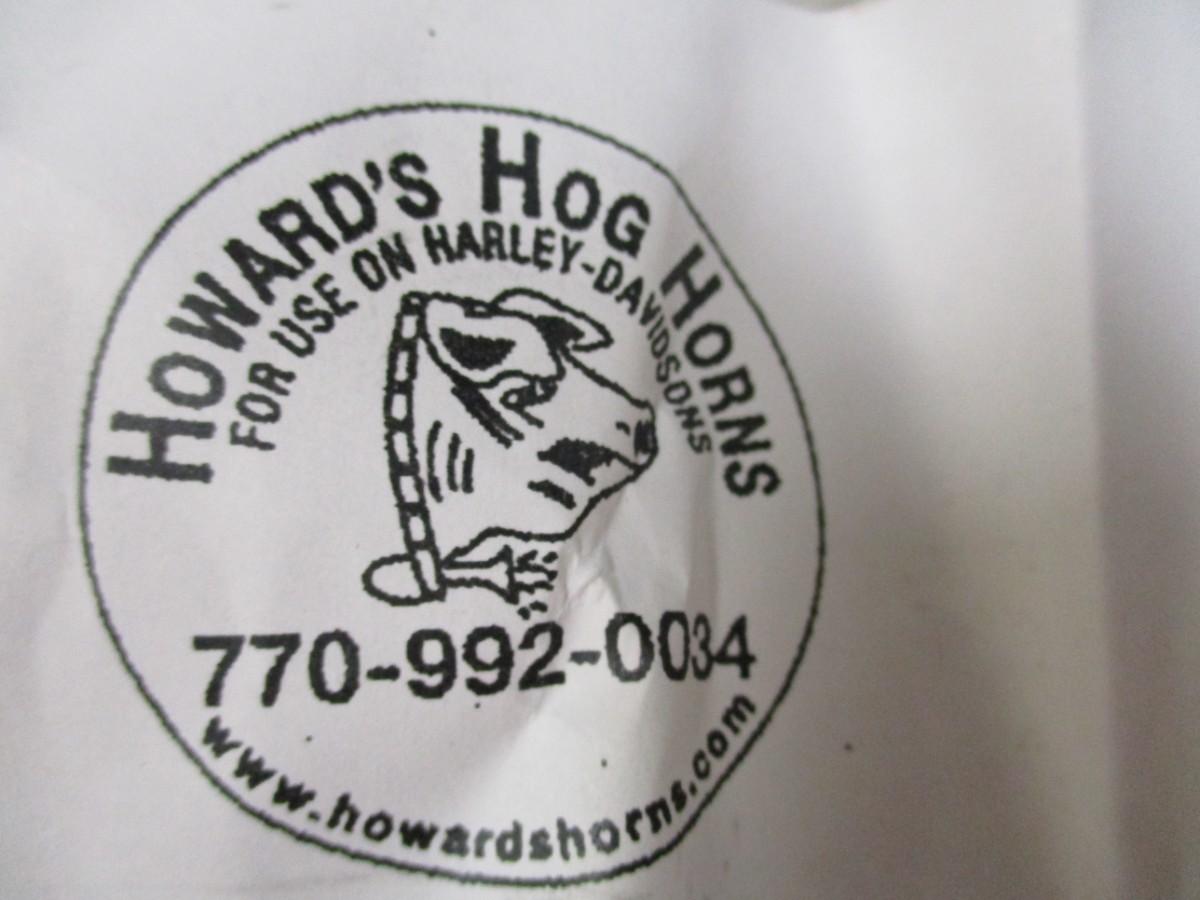 HOWARD'S HOG HORNS
FOR USE ON HARLEY-DAVIDSONS
770-992-0034
www.howardshorns.com